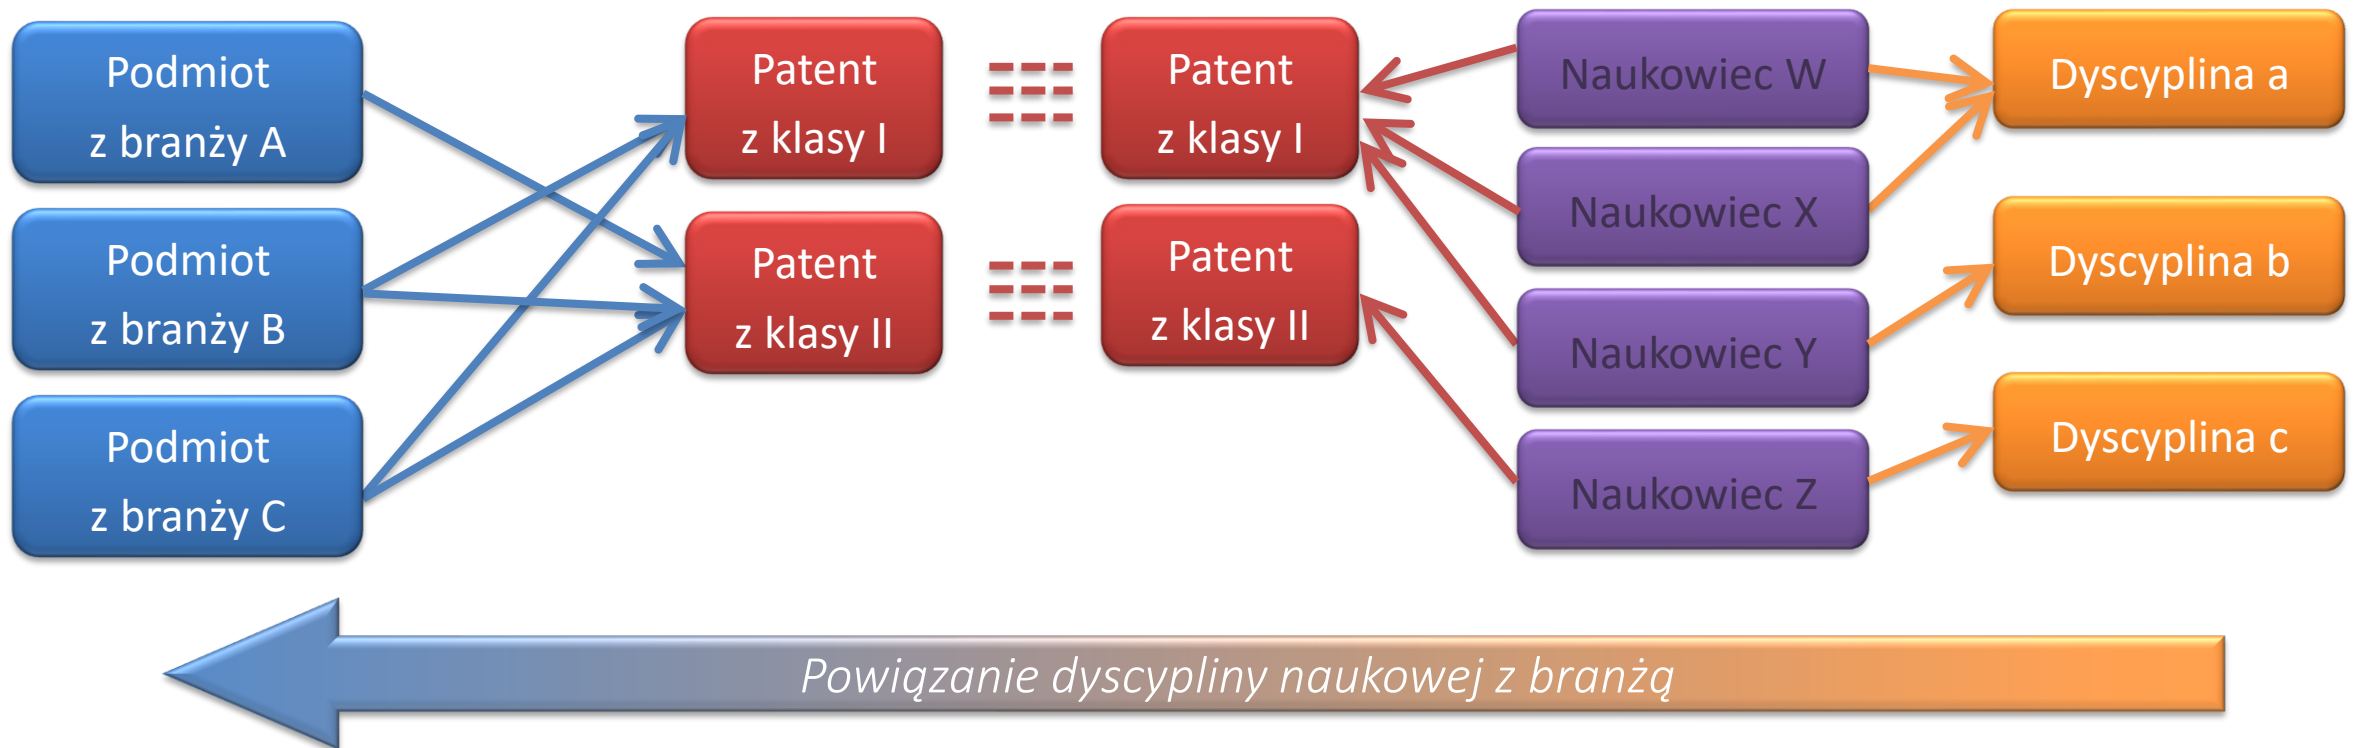 Podmiot
z branży A
Podmiot
z branży B
Podmiot
z branży C
Patent
z klasy I
Patent
z klasy II
Patent
z klasy I
Patent
z klasy II
Naukowiec W
Naukowiec X
Naukowiec Y
Naukowiec Z
Dyscyplina a
Dyscyplina b
Dyscyplina c
Powiązanie dyscypliny naukowej z branżą